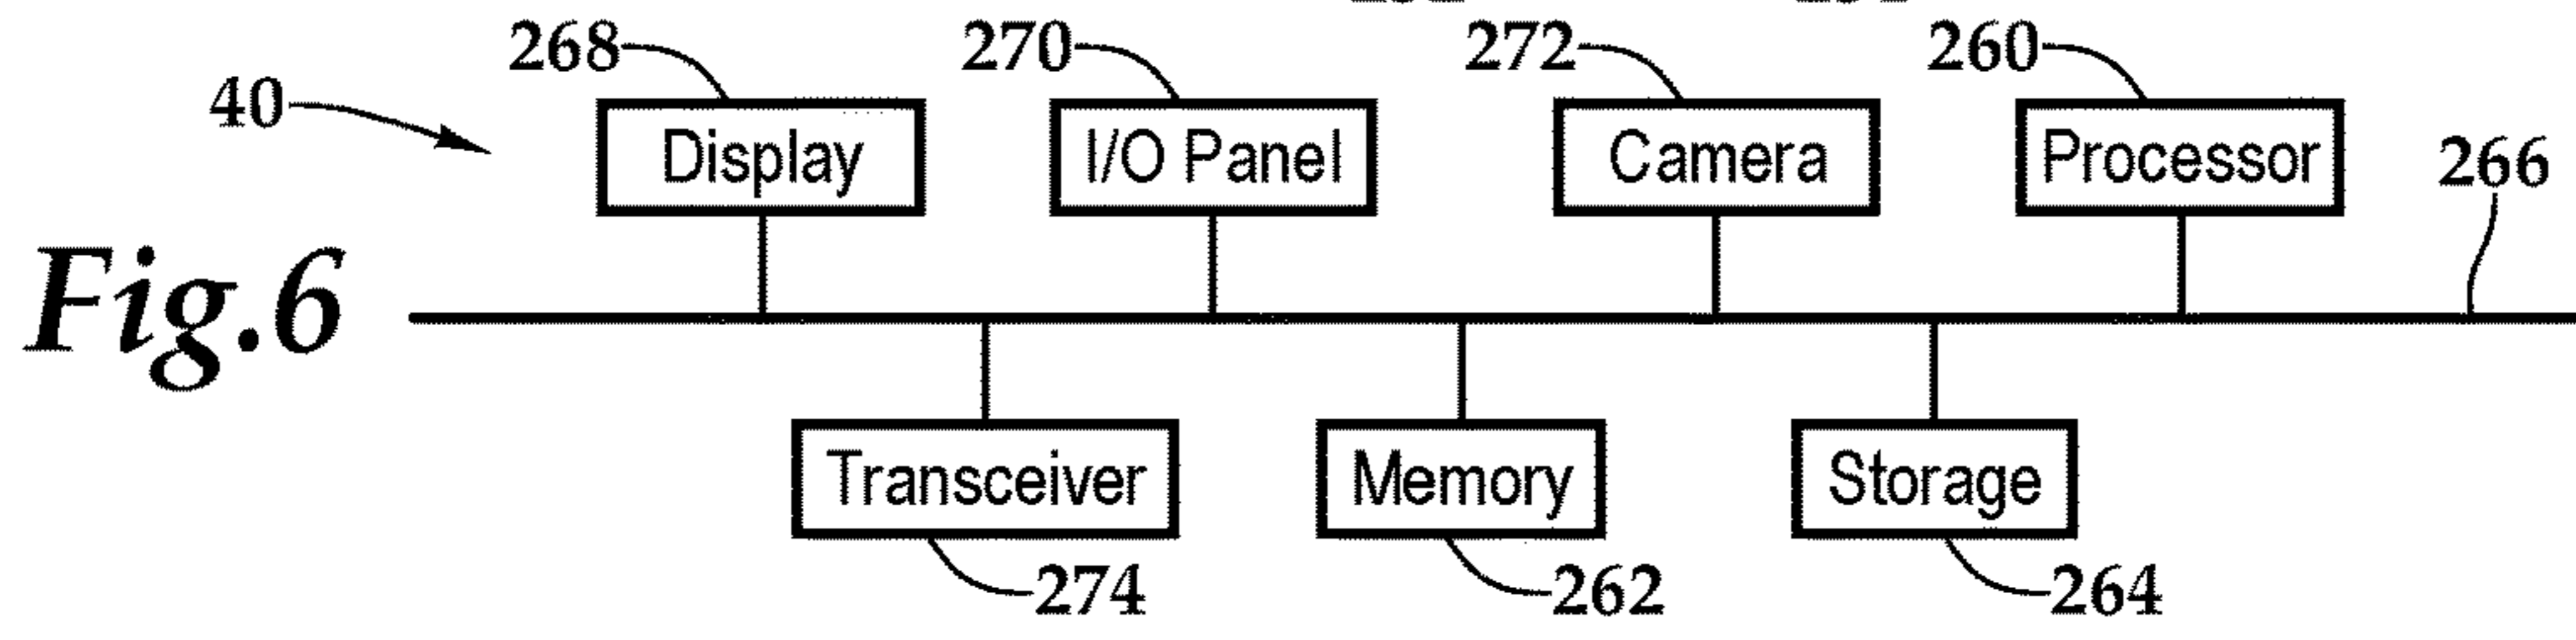 268 270 272 260
40
Display I/O Panel Camera Processor
266
Fig.6
Transceiver Memory Storage
274 262 264